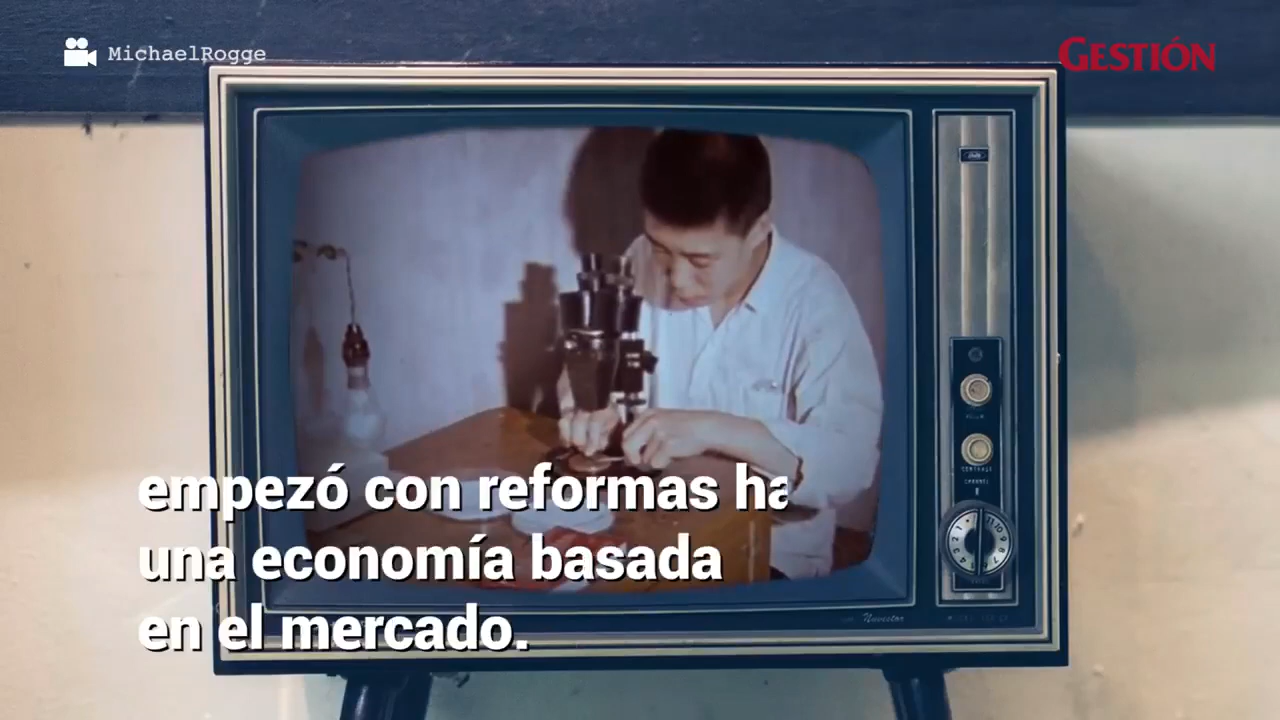 MichaelRogge
GESTIÓN
empezó con reformas ha
una economía basada
en el mercado.